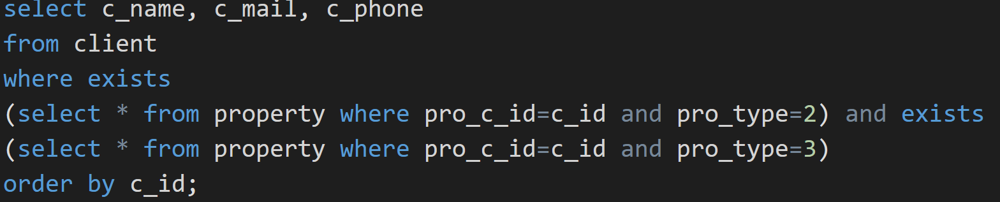 select c_name, c_mail, c_phone
from client
where exists
(select * from property where pro_c_id=c_id and pro_type=2) and exists
(select * from property where pro_c_id=c_id and pro_type=3)
order by c_id;